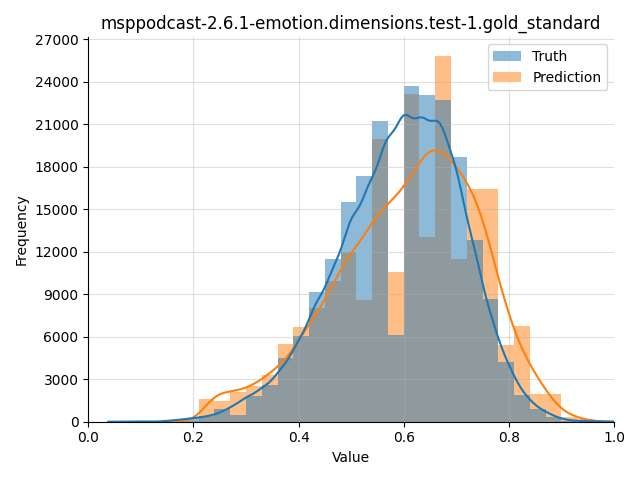 msppodcast-2.6.1-emotion.dimensions.test-1.gold_standard
27000
24000
21000
18000
15000
12000
9000
6000
3000
0
Frequency
Truth
Prediction
0.0 0.2 0.4 0.6 0.8 1.0
Value